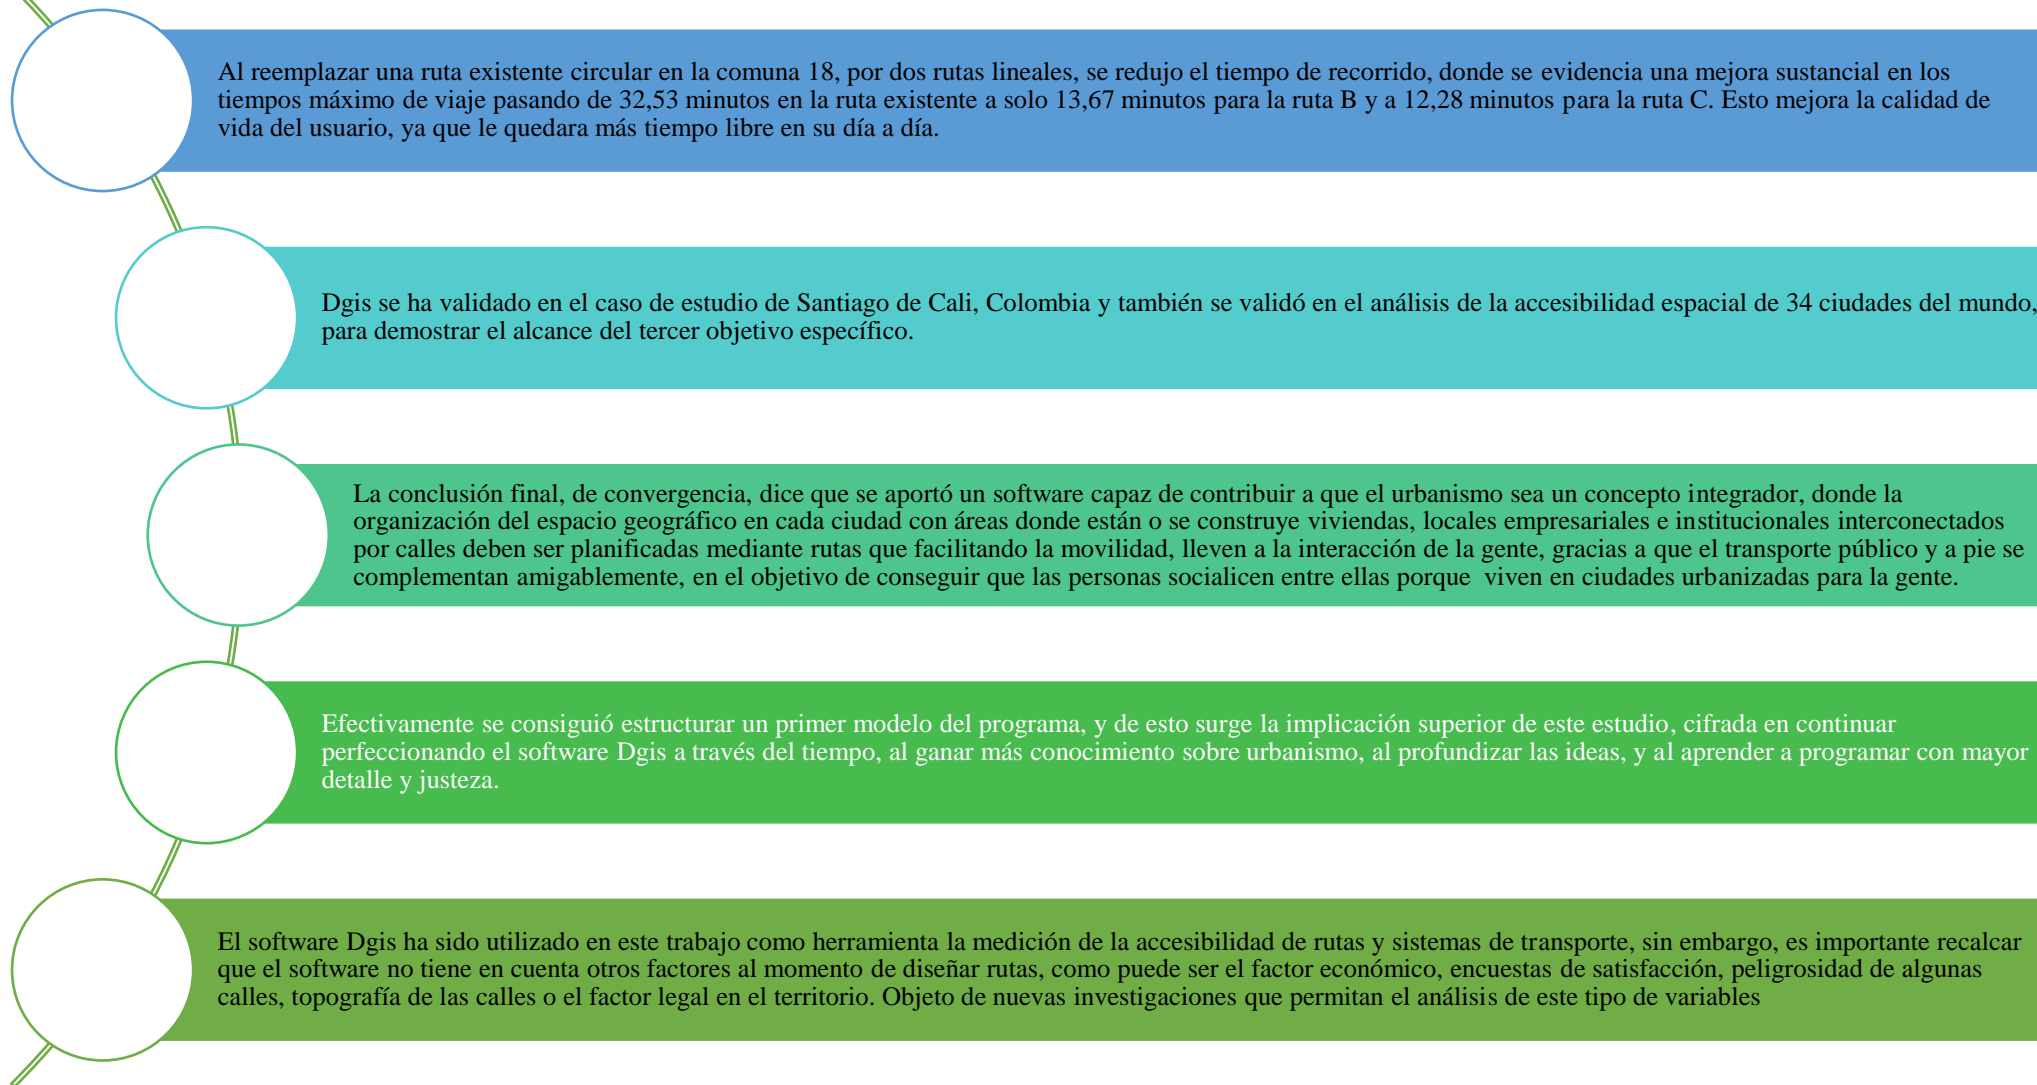 Al reemplazar una ruta existente circular en la comuna 18, por dos rutas lineales, se redujo el tiempo de recorrido, donde se evidencia una mejora sustancial en los
tiempos máximo de viaje pasando de 32,53 minutos en la ruta existente a solo 13,67 minutos para la ruta B y a 12,28 minutos para la ruta C. Esto mejora la calidad de
vida del usuario, ya que le quedara más tiempo libre en su día a día.
Dgis se ha validado en el caso de estudio de Santiago de Cali, Colombia y también se validó en el análisis de la accesibilidad espacial de 34 ciudades del mundo,
para demostrar el alcance del tercer objetivo específico.
La conclusión final, de convergencia, dice que se aportó un software capaz de contribuir a que el urbanismo sea un concepto integrador, donde la
organización del espacio geográfico en cada ciudad con áreas donde están o se construye viviendas, locales empresariales e institucionales interconectados
por calles deben ser planificadas mediante rutas que facilitando la movilidad, lleven a la interacción de la gente, gracias a que el transporte público y a pie se
complementan amigablemente, en el objetivo de conseguir que las personas socialicen entre ellas porque viven en ciudades urbanizadas para la gente.
Efectivamente se consiguió estructurar un primer modelo del programa, y de esto surge la implicación superior de este estudio, cifrada en continuar
perfeccionando el software Dgis a través del tiempo, al ganar más conocimiento sobre urbanismo, al profundizar las ideas, y al aprender a programar con mayor
detalle y justeza.
El software Dgis ha sido utilizado en este trabajo como herramienta la medición de la accesibilidad de rutas y sistemas de transporte, sin embargo, es importante recalcar
que el software no tiene en cuenta otros factores al momento de diseñar rutas, como puede ser el factor económico, encuestas de satisfacción, peligrosidad de algunas
calles, topografía de las calles o el factor legal en el territorio. Objeto de nuevas investigaciones que permitan el análisis de este tipo de variables